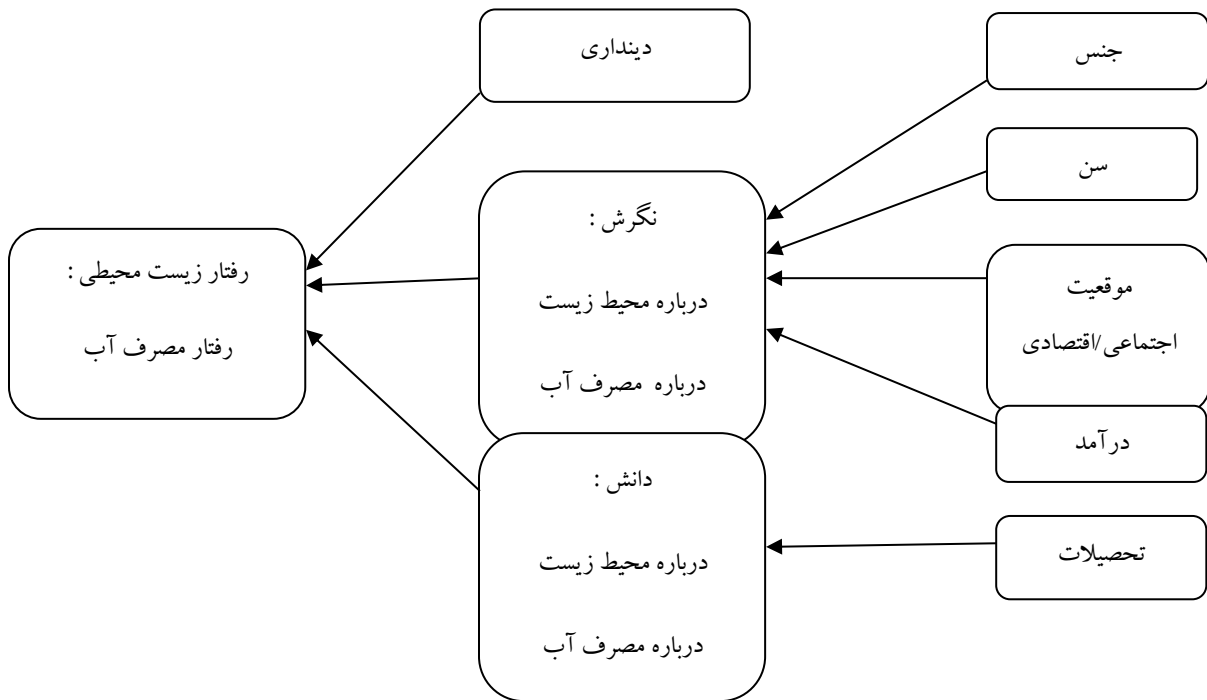 جنس
سن
موقعیت
اجتماعی/اقتصادی
درآمد
تحصیلات
دینداری
نگرش :
درباره محیط زیست
درباره مصرف آب
دانش :
درباره محیط زیست
درباره مصرف آب
رفتار زیست محیطی :
رفتار مصرف آب